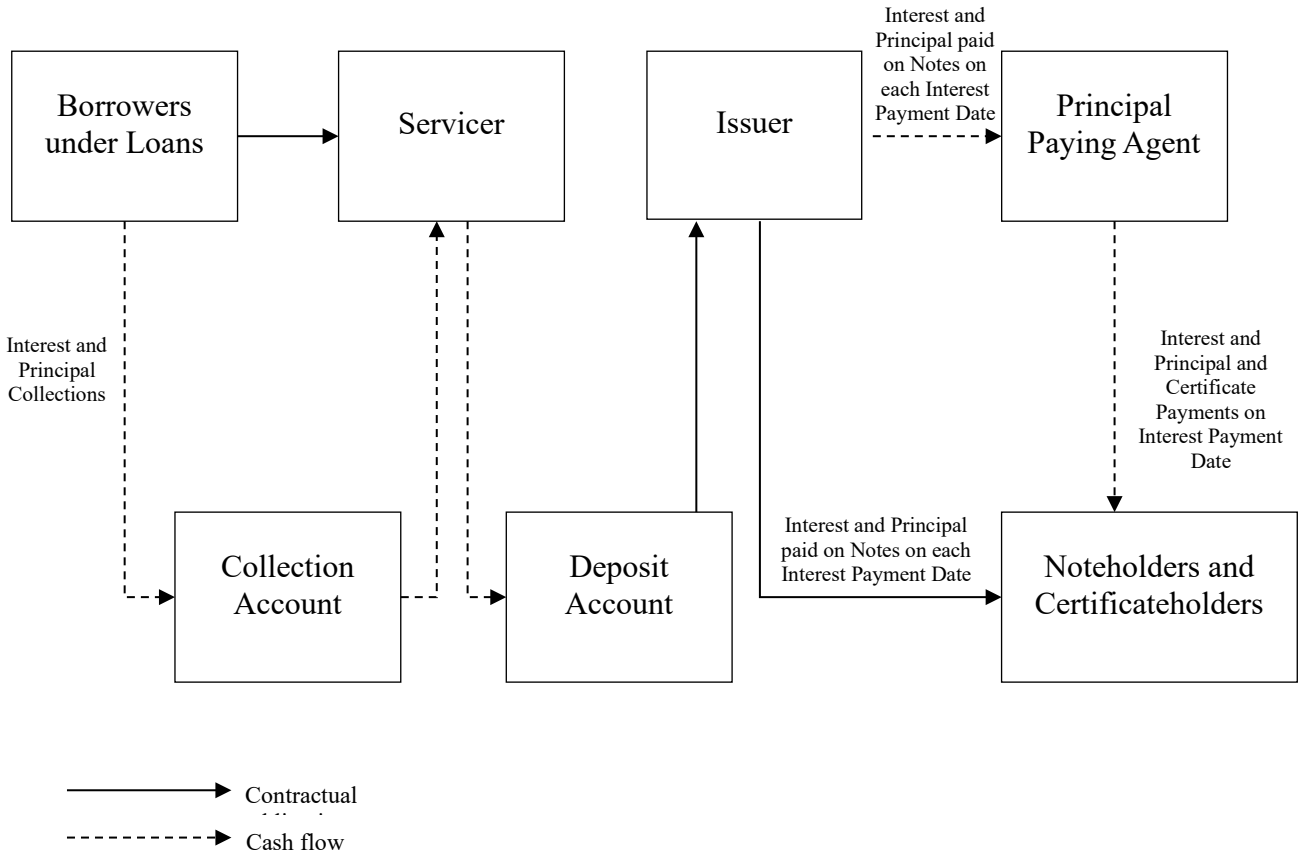 Interest and
Principal paid
on Notes on
each Interest
Payment Date
Borrowers
under Loans
Servicer
Issuer
Principal
Paying Agent
Interest and
Principal
Collections
Interest and
Principal and
Certificate
Payments on
Interest Payment
Date
Collection
Account
Deposit
Account
Interest and Principal
paid on Notes on each
Interest Payment Date
Noteholders and
Certificateholders
Contractual
Cash flow